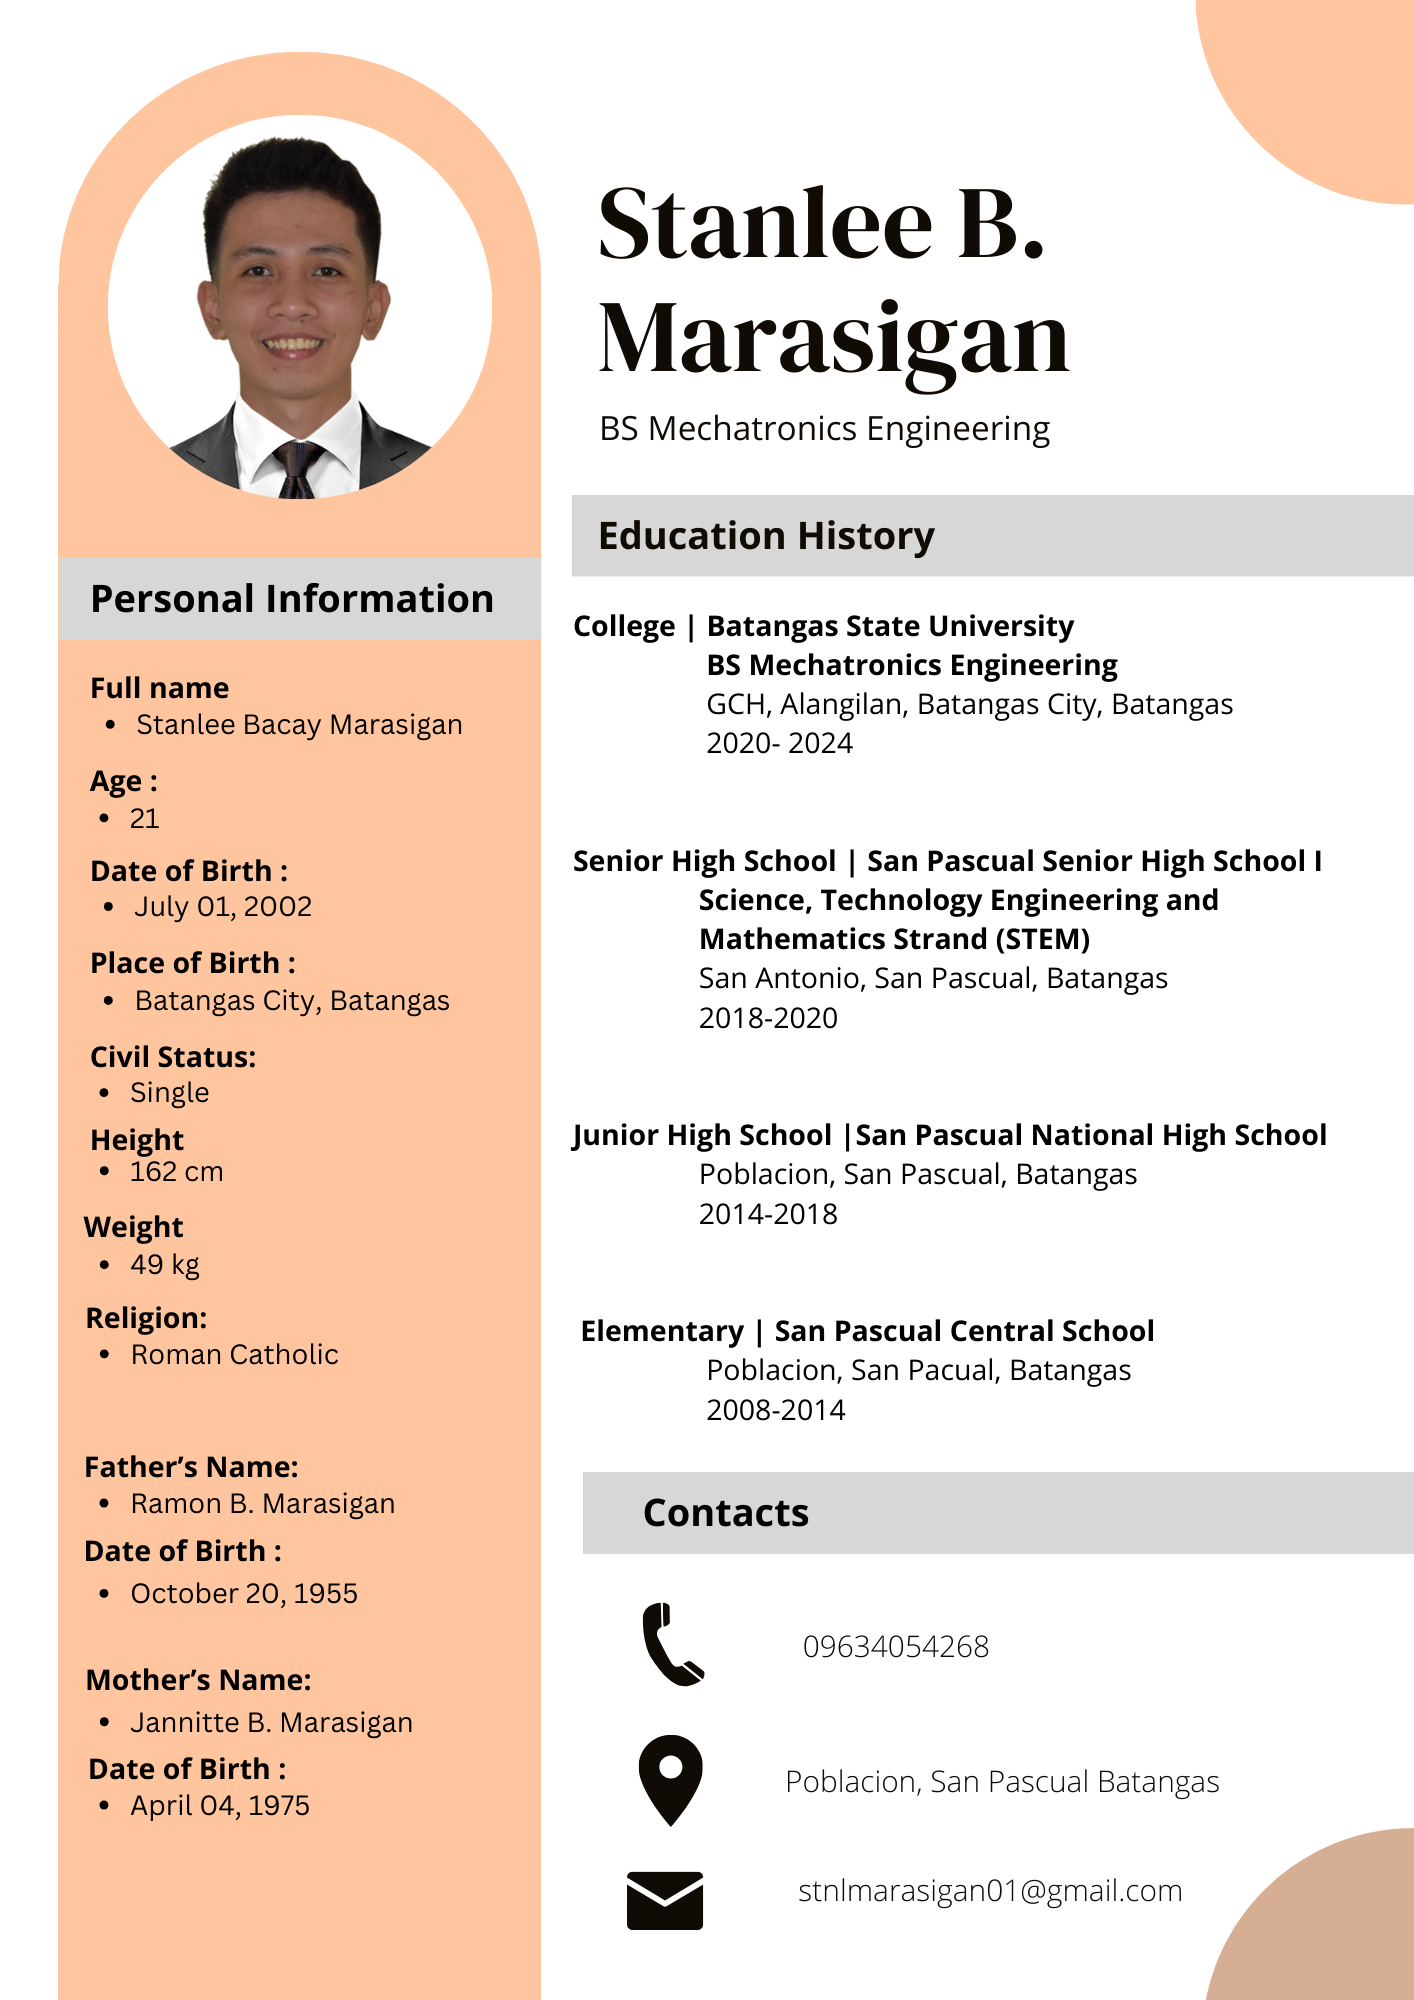 Stanlee B.
Marasigan
BS Mechatronics Engineering
Personal Information
Full name
• Stanlee Bacay Marasigan
Age :
• 21
Date of Birth :
• July 01, 2002
Place of Birth :
• Batangas City, Batangas
Civil Status:
• Single
Height
• 162 cm
Weight
• 49 kg
Religion:
• Roman Catholic
Father’s Name:
• Ramon B. Marasigan
Date of Birth :
• October 20, 1955
Mother’s Name:
• Jannitte B. Marasigan
Date of Birth :
• April 04, 1975
Education History
College | Batangas State University
BS Mechatronics Engineering
GCH, Alangilan, Batangas City, Batangas
2020- 2024
Senior High School | San Pascual Senior High School I
Science, Technology Engineering and
Mathematics Strand (STEM)
San Antonio, San Pascual, Batangas
2018-2020
Junior High School |San Pascual National High School
Poblacion, San Pascual, Batangas
2014-2018
Elementary | San Pascual Central School
Poblacion, San Pacual, Batangas
2008-2014
Contacts
09634054268
Poblacion, San Pascual Batangas
stnlmarasigan01@gmail.com